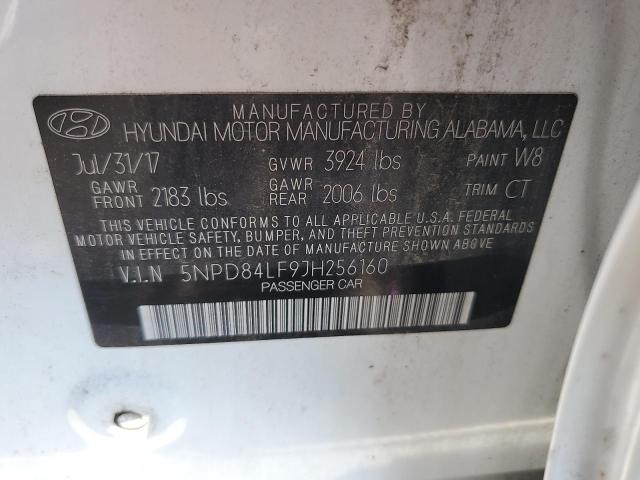 MANUFACTURED BY
HYUNDAI MOTOR MANUFACTURING ALABAMA, LLC
Jul/31/17 GVWR 3924 lbs PAINT W8
GAWR FRONT 2183 lbs GAWR REAR 2006 lbs TRIM CT
THIS VEHICLE CONFORMS TO ALL APPLICABLE U.S.A. FEDERAL
MOTOR VEHICLE SAFETY, BUMPER, AND THEFT PREVENTION STANDARDS
IN EFFECT ON THE DATE OF MANUFACTURE SHOWN ABOVE.
V.I.N 5NPD84LF9JH256160
PASSENGER CAR